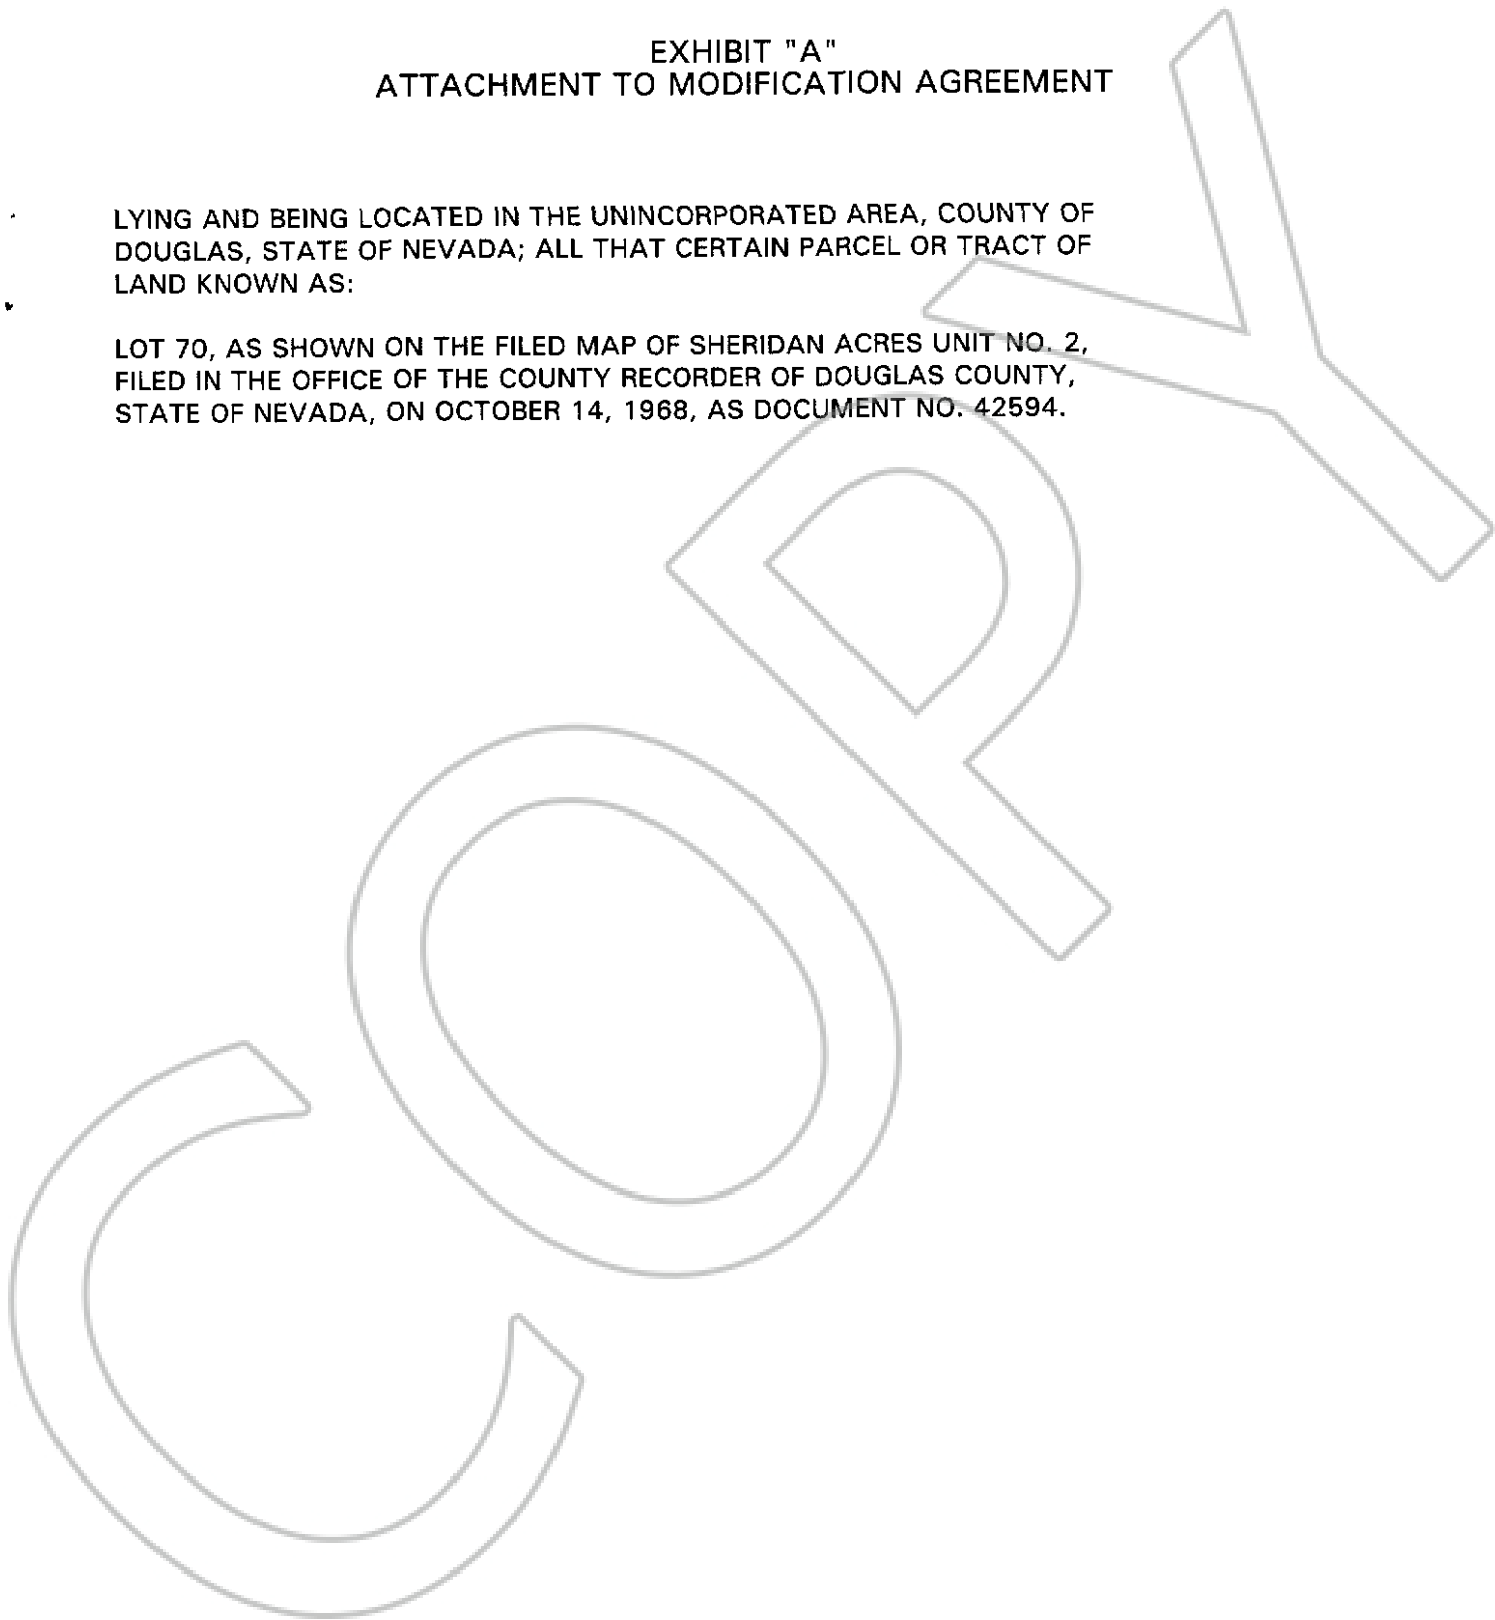 EXHIBIT "A"
ATTACHMENT TO MODIFICATION AGREEMENT
LYING AND BEING LOCATED IN THE UNINCORPORATED AREA, COUNTY OF
DOUGLAS, STATE OF NEVADA; ALL THAT CERTAIN PARCEL OR TRACT OF
LAND KNOWN AS:
LOT 70, AS SHOWN ON THE FILED MAP OF SHERIDAN ACRES UNIT NO. 2,
FILED IN THE OFFICE OF THE COUNTY RECORDER OF DOUGLAS COUNTY,
STATE OF NEVADA, ON OCTOBER 14, 1968, AS DOCUMENT NO. 42594.
COPY